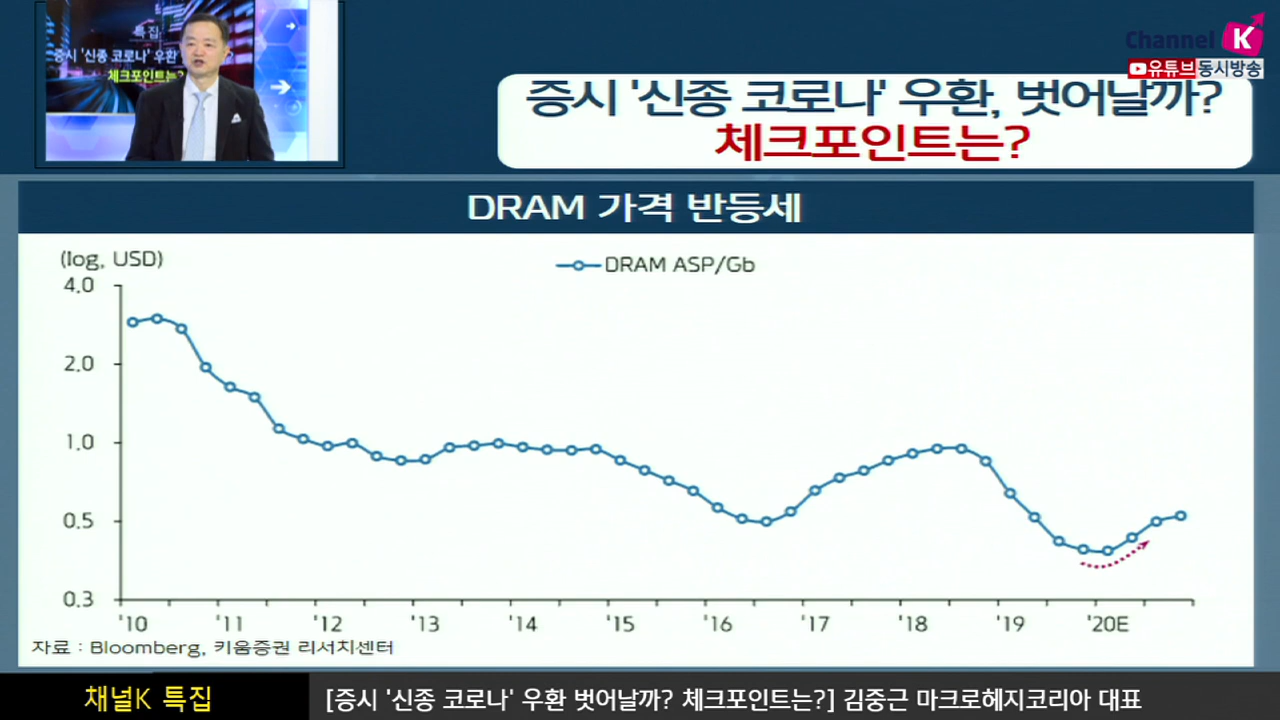 특집
증시 '신종 코로나' 우환
체크포인트는?
Channel K
유튜브 동시방송
증시 '신종 코로나' 우환, 벗어날까?
체크포인트는?
DRAM 가격 반등세
(log, USD)
DRAM ASP/Gb
4.0
2.0
1.0
0.5
0.3
'10 '11 '12 '13 '14 '15 '16 '17 '18 '19 '20E
자료 : Bloomberg, 키움증권 리서치센터
채널K 특집
[증시 '신종 코로나' 우환 벗어날까? 체크포인트는?] 김중근 마크로헤지코리아 대표